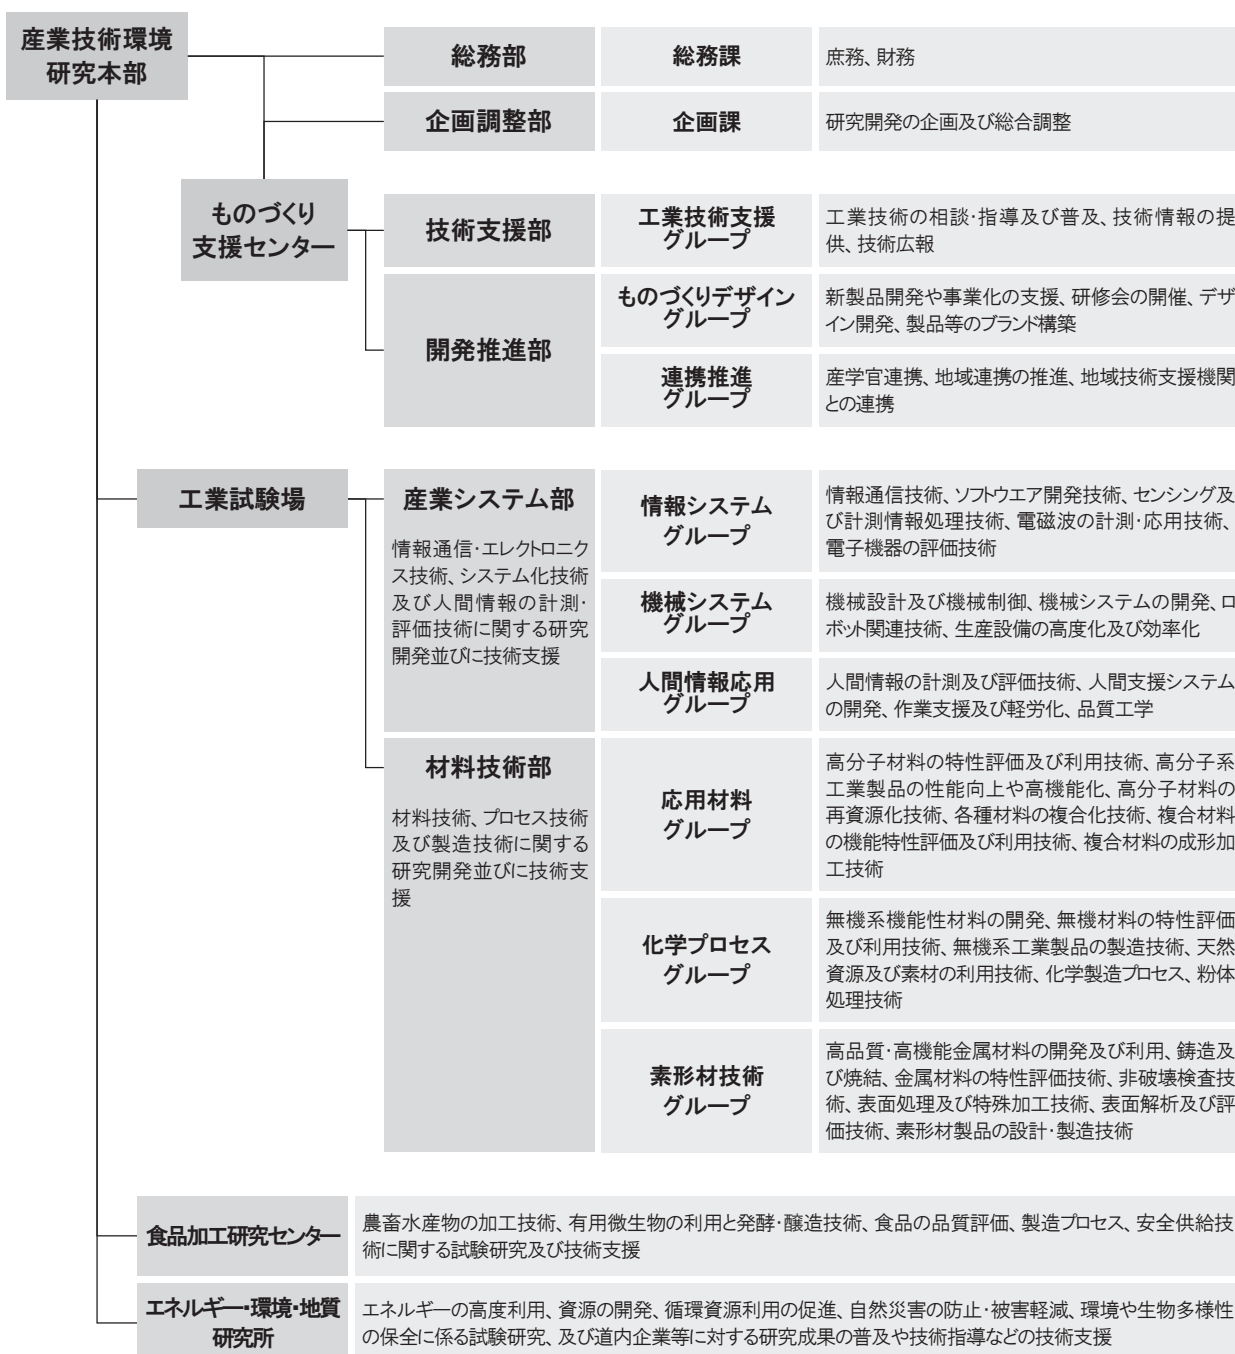 産業技術環境
研究本部
総務部
総務課
庶務、財務
企画調整部
企画課
研究開発の企画及び総合調整
ものづくり
支援センター
技術支援部
工業技術支援
グループ
工業技術の相談･指導及び普及、技術情報の提
供、技術広報
開発推進部
ものづくりデザイン
グループ
新製品開発や事業化の支援、研修会の開催、デザ
イン開発、製品等のブランド構築
連携推進
グループ
産学官連携、地域連携の推進、地域技術支援機関
との連携
工業試験場
産業システム部
情報通信･エレクトロニク
ス技術、システム化技術
及び人間情報の計測･
評価技術に関する研究
開発並びに技術支援
情報システム
グループ
情報通信技術、ソフトウエア開発技術、センシング及
び計測情報処理技術、電磁波の計測･応用技術、
電子機器の評価技術
機械システム
グループ
機械設計及び機械制御、機械システムの開発、ロ
ボット関連技術、生産設備の高度化及び効率化
人間情報応用
グループ
人間情報の計測及び評価技術、人間支援システム
の開発、作業支援及び軽労化、品質工学
材料技術部
材料技術、プロセス技術
及び製造技術に関する
研究開発並びに技術支
援
応用材料
グループ
高分子材料の特性評価及び利用技術、高分子系
工業製品の性能向上や高機能化、高分子材料の
再資源化技術、各種材料の複合化技術、複合材料
の機能特性評価及び利用技術、複合材料の成形加
工技術
化学プロセス
グループ
無機系機能性材料の開発、無機材料の特性評価
及び利用技術、無機系工業製品の製造技術、天然
資源及び素材の利用技術、化学製造プロセス、粉体
処理技術
素形材技術
グループ
高品質･高機能金属材料の開発及び利用、鋳造及
び焼結、金属材料の特性評価技術、非破壊検査技
術、表面処理及び特殊加工技術、表面解析及び評
価技術、素形材製品の設計･製造技術
食品加工研究センター
農畜水産物の加工技術、有用微生物の利用と発酵･醸造技術、食品の品質評価、製造プロセス、安全供給技
術に関する試験研究及び技術支援
エネルギー・環境・地質
研究所
エネルギーの高度利用、資源の開発、循環資源利用の促進、自然災害の防止･被害軽減、環境や生物多様性
の保全に係る試験研究、及び道内企業等に対する研究成果の普及や技術指導などの技術支援